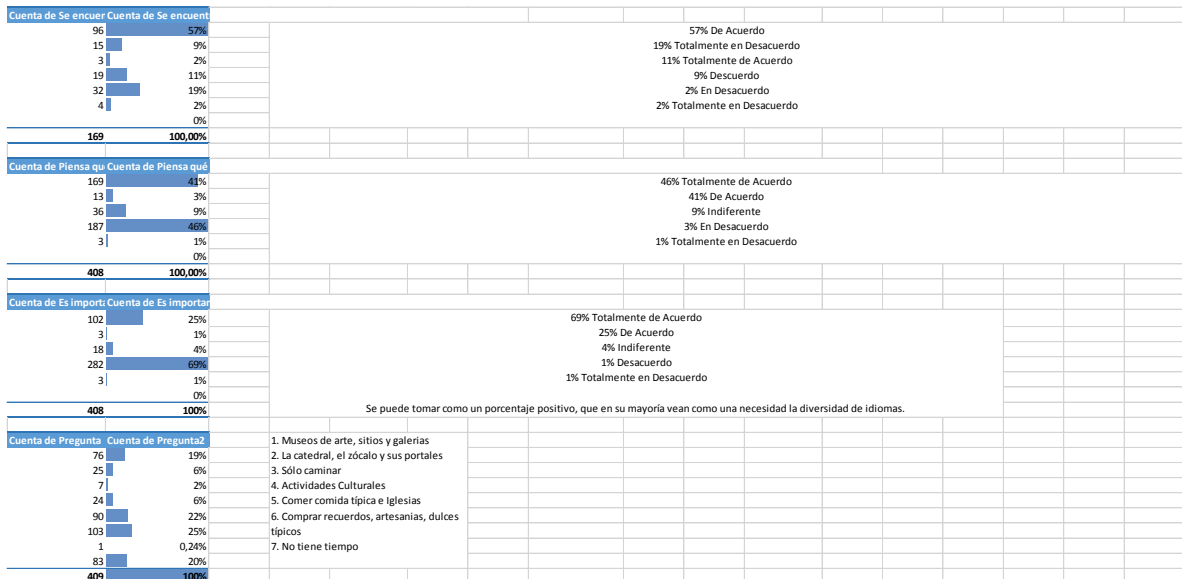 Cuenta de Se encuer Cuenta de Se encuent
96 57% 57% De Acuerdo
15 9% 19% Totalmente en Desacuerdo
3 2% 11% Totalmente de Acuerdo
19 11% 9% Descuerdo
32 19% 2% En Desacuerdo
4 2% 2% Totalmente en Desacuerdo
0%
169 100,00%
Cuenta de Piensa qu Cuenta de Piensa qué
169 41% 46% Totalmente de Acuerdo
13 3% 41% De Acuerdo
36 9% 9% Indiferente
187 46% 3% En Desacuerdo
3 1% 1% Totalmente en Desacuerdo
0%
408 100,00%
Cuenta de Es importa Cuenta de Es importar
102 25% 69% Totalmente de Acuerdo
3 1% 25% De Acuerdo
18 4% 4% Indiferente
282 69% 1% Desacuerdo
3 1% 1% Totalmente en Desacuerdo
0%
408 100% Se puede tomar como un porcentaje positivo, que en su mayoría vean como una necesidad la diversidad de idiomas.
Cuenta de Pregunta Cuenta de Pregunta2 1. Museos de arte, sitios y galerias
76 19% 2. La catedral, el zócalo y sus portales
25 6% 3. Sólo caminar
7 2% 4. Actividades Culturales
24 6% 5. Comer comida típica e Iglesias
90 22% 6. Comprar recuerdos, artesanias, dulces
103 25% típicos
1 0,24% 7. No tiene tiempo
83 20%
409 100%